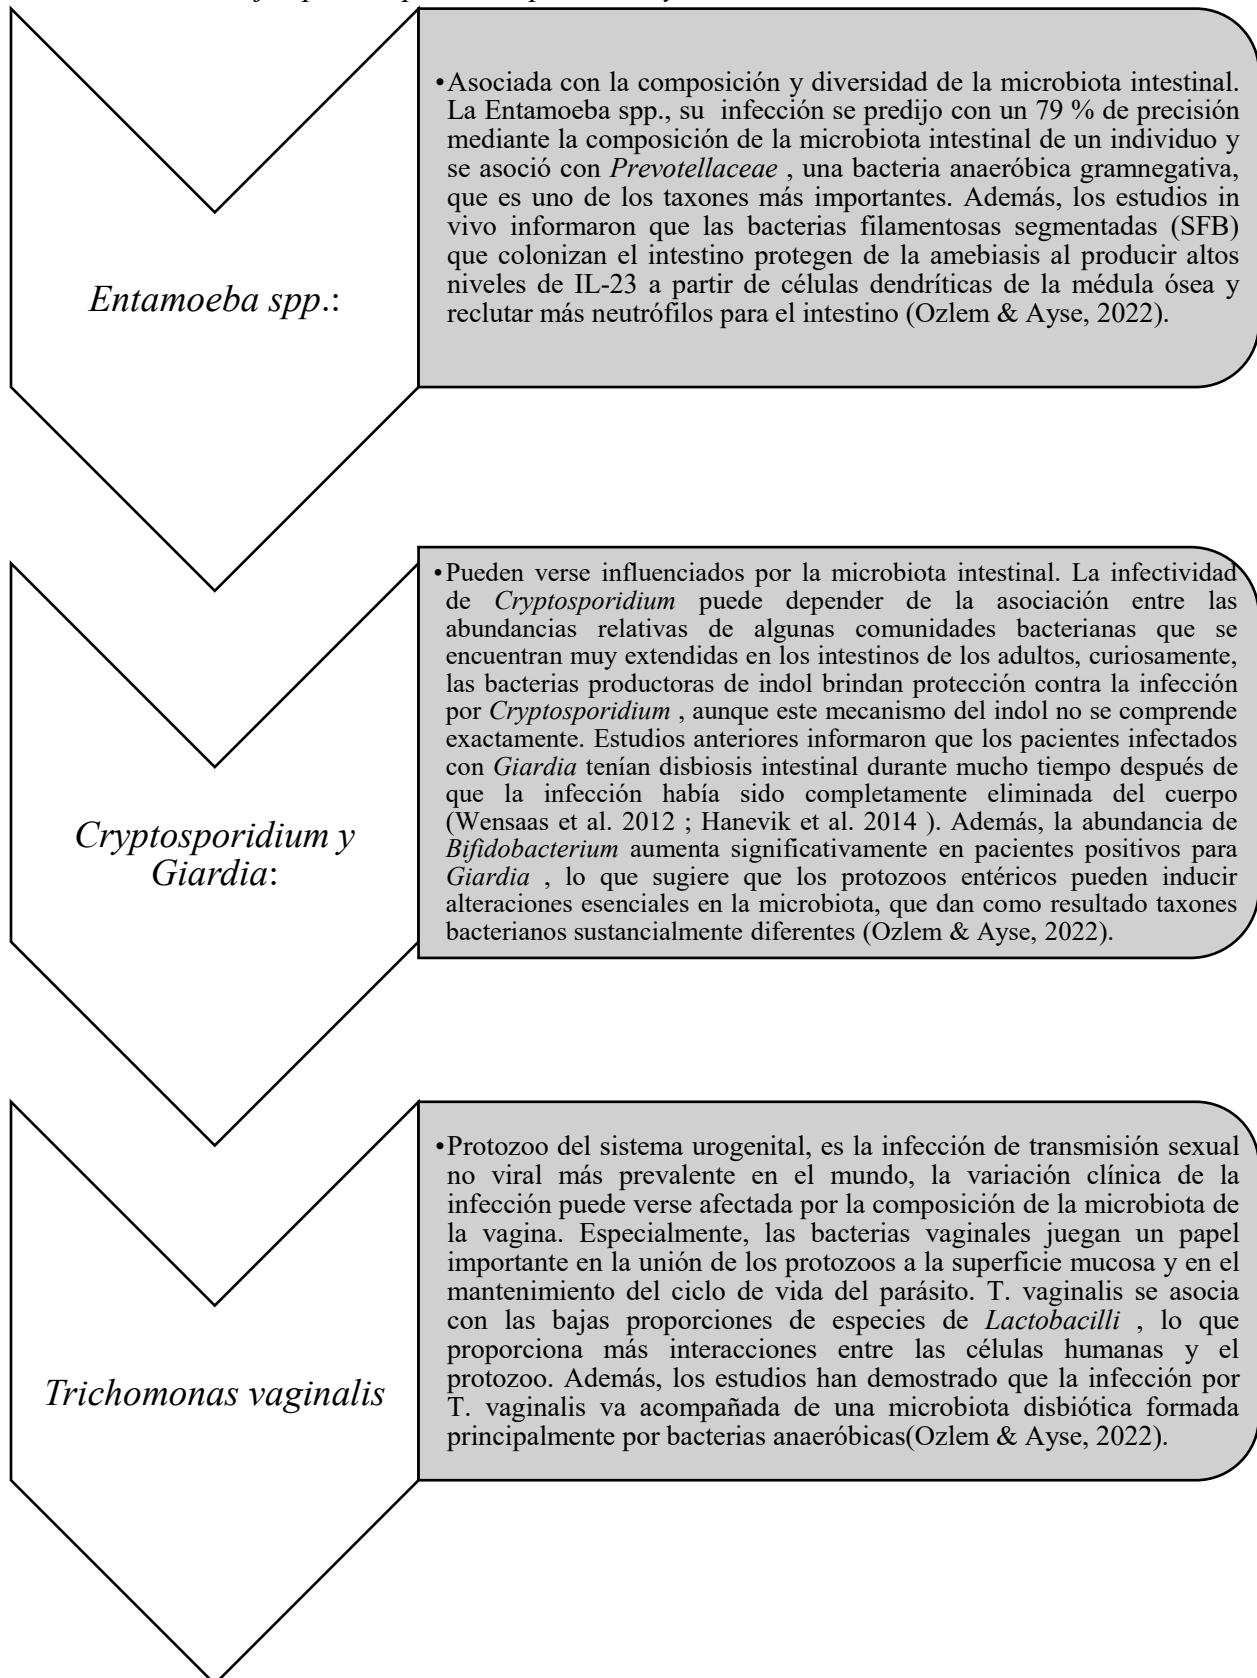 Entamoeba spp.:
•Asociada con la composición y diversidad de la microbiota intestinal.
La Entamoeba spp., su infección se predijo con un 79 % de precisión
mediante la composición de la microbiota intestinal de un individuo y
se asoció con Prevotellaceae , una bacteria anaeróbica gramnegativa,
que es uno de los taxones más importantes. Además, los estudios in
vivo informaron que las bacterias filamentosas segmentadas (SFB)
que colonizan el intestino protegen de la amebiasis al producir altos
niveles de IL-23 a partir de células dendríticas de la médula ósea y
reclutar más neutrófilos para el intestino (Ozlem & Ayse, 2022).
Cryptosporidium y
Giardia:
•Pueden verse influenciados por la microbiota intestinal. La infectividad
de Cryptosporidium puede depender de la asociación entre las
abundancias relativas de algunas comunidades bacterianas que se
encuentran muy extendidas en los intestinos de los adultos, curiosamente,
las bacterias productoras de indol brindan protección contra la infección
por Cryptosporidium , aunque este mecanismo del indol no se comprende
exactamente. Estudios anteriores informaron que los pacientes infectados
con Giardia tenían disbiosis intestinal durante mucho tiempo después de
que la infección había sido completamente eliminada del cuerpo
(Wensaas et al. 2012 ; Hanevik et al. 2014 ). Además, la abundancia de
Bifidobacterium aumenta significativamente en pacientes positivos para
Giardia , lo que sugiere que los protozoos entéricos pueden inducir
alteraciones esenciales en la microbiota, que dan como resultado taxones
bacterianos sustancialmente diferentes (Ozlem & Ayse, 2022).
Trichomonas vaginalis
•Protozoo del sistema urogenital, es la infección de transmisión sexual
no viral más prevalente en el mundo, la variación clínica de la
infección puede verse afectada por la composición de la microbiota de
la vagina. Especialmente, las bacterias vaginales juegan un papel
importante en la unión de los protozoos a la superficie mucosa y en el
mantenimiento del ciclo de vida del parásito. T. vaginalis se asocia
con las bajas proporciones de especies de Lactobacilli , lo que
proporciona más interacciones entre las células humanas y el
protozoo. Además, los estudios han demostrado que la infección por
T. vaginalis va acompañada de una microbiota disbiótica formada
principalmente por bacterias anaeróbicas(Ozlem & Ayse, 2022).